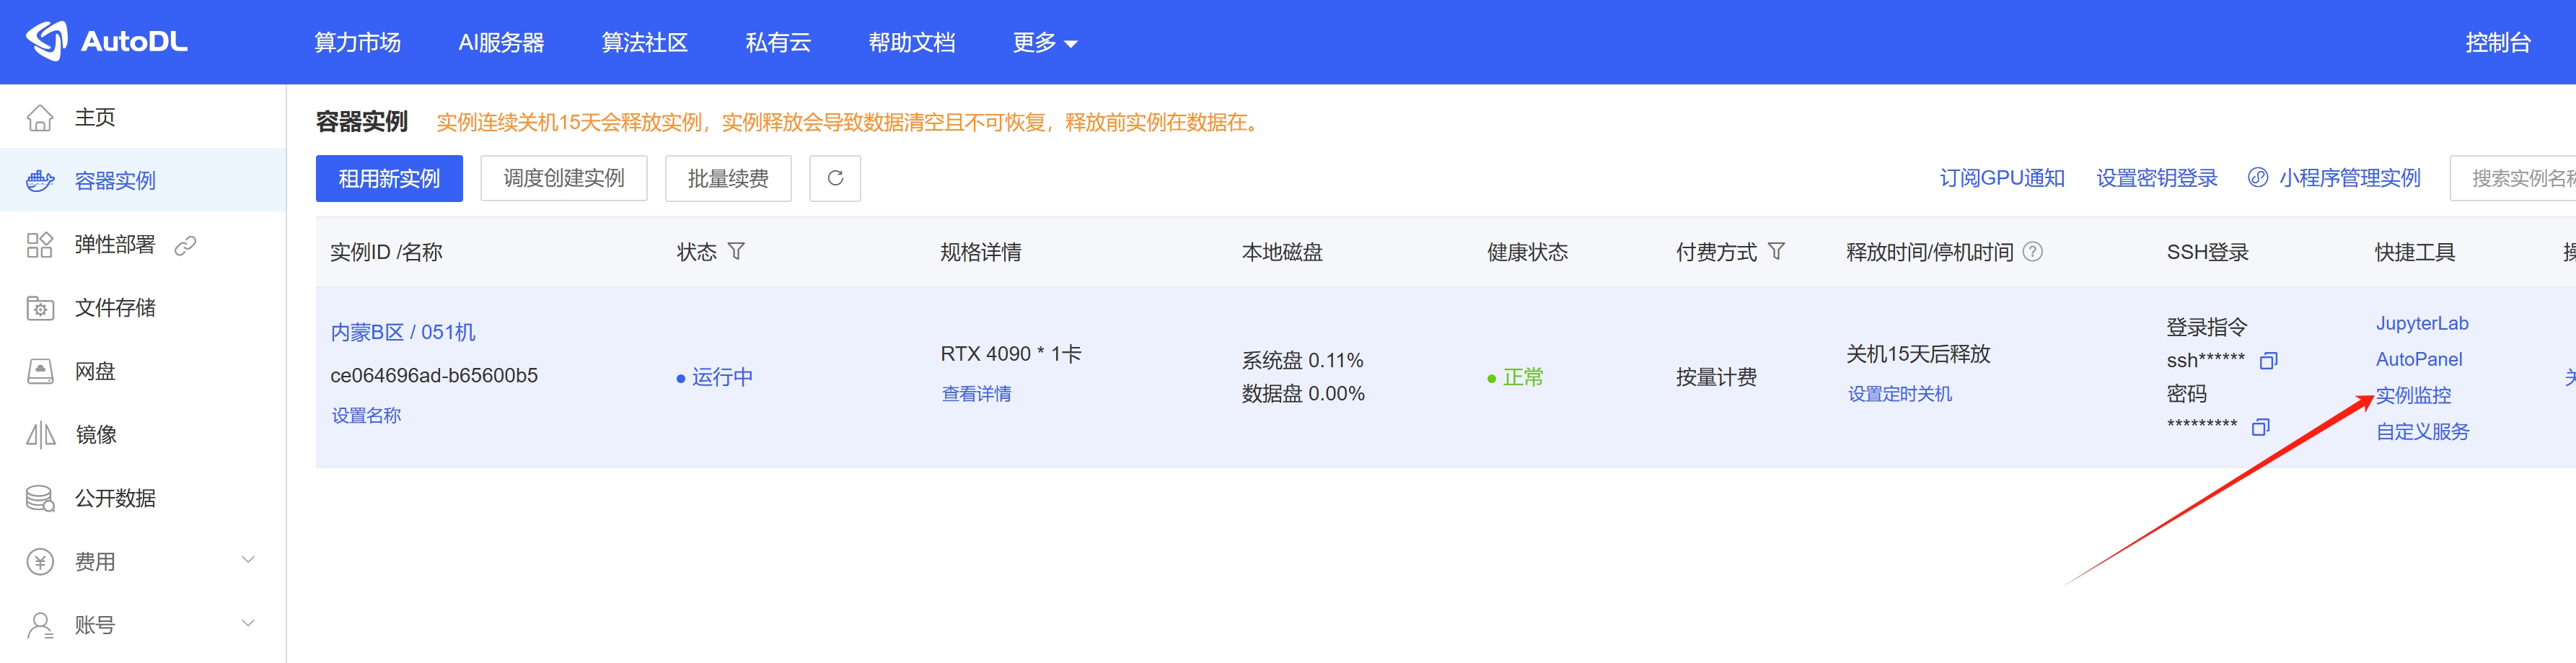 AutoDL
算力市场
AI服务器
算法社区
私有云
帮助文档
更多
控制台
主页
容器实例
弹性部署
文件存储
网盘
镜像
公开数据
费用
账号
容器实例 实例连续关机15天会释放实例，实例释放会导致数据清空且不可恢复，释放前实例在数据在。
租用新实例
调度创建实例
批量续费
订阅GPU通知
设置密钥登录
小程序管理实例
搜索实例名
实例ID /名称
状态
规格详情
本地磁盘
健康状态
付费方式
释放时间/停机时间
SSH登录
快捷工具
内蒙B区 / 051机
ce064696ad-b65600b5
设置名称
运行中
RTX 4090 * 1卡
查看详情
系统盘 0.11%
数据盘 0.00%
正常
按量计费
关机15天后释放
设置定时关机
登录指令
ssh******
密码
*********
JupyterLab
AutoPanel
实例监控
自定义服务